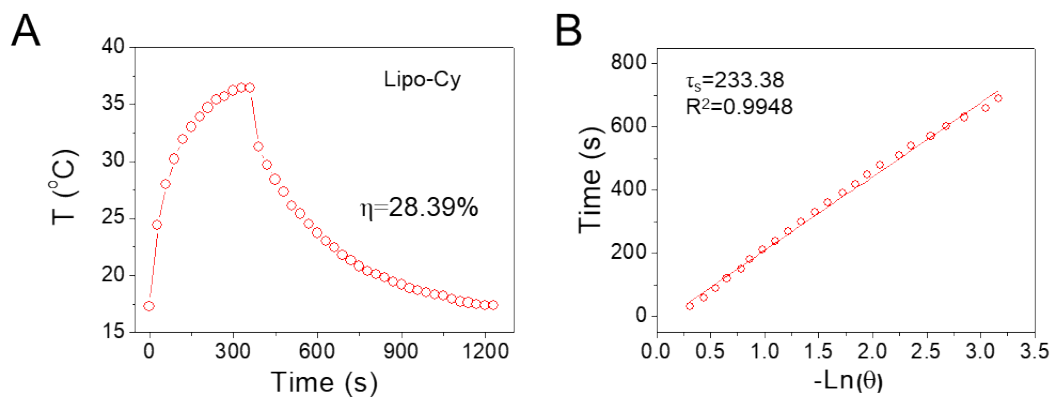 A
40
35
30
25
20
15
T (°C)
Lipo-Cy
η=28.39%
0
300
600
900
1200
Time (s)
B
800
600
400
200
0
Time (s)
τs=233.38
R²=0.9948
0.0
0.5
1.0
1.5
2.0
2.5
3.0
3.5
-Ln(θ)